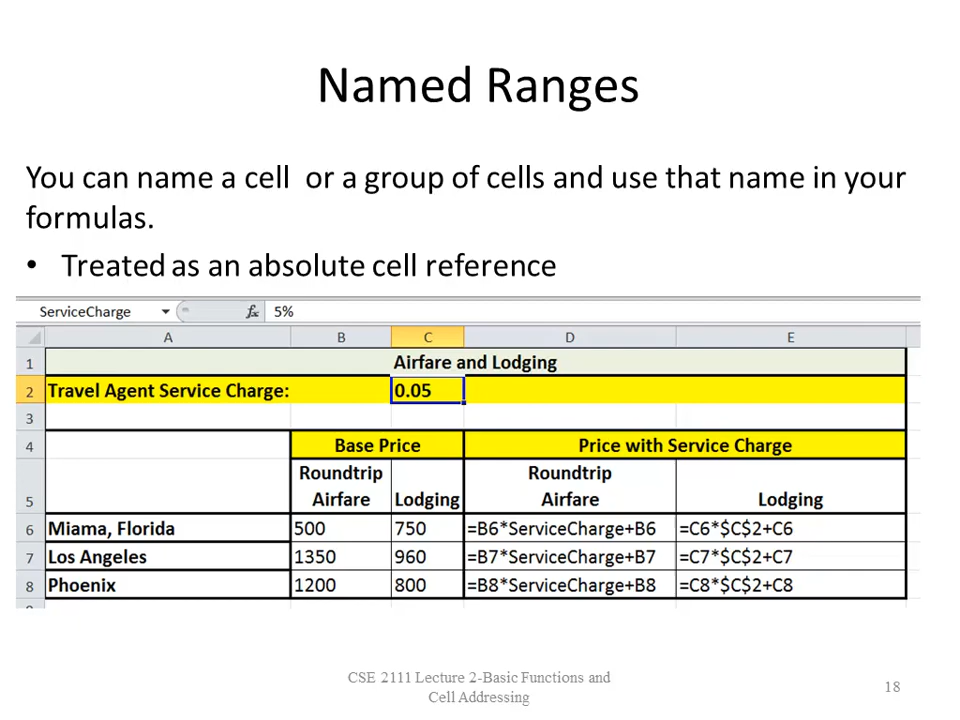 Named Ranges
You can name a cell or a group of cells and use that name in your
formulas.
• Treated as an absolute cell reference
ServiceCharge fx 5%
A B C D E
1 Airfare and Lodging
2 Travel Agent Service Charge: 0.05
3
4 Base Price Price with Service Charge
Roundtrip Roundtrip
5 Airfare Lodging Airfare Lodging
6 Miama, Florida 500 750 =B6*ServiceCharge+B6 =C6*$C$2+C6
7 Los Angeles 1350 960 =B7*ServiceCharge+B7 =C7*$C$2+C7
8 Phoenix 1200 800 =B8*ServiceCharge+B8 =C8*$C$2+C8
CSE 2111 Lecture 2-Basic Functions and
Cell Addressing
18